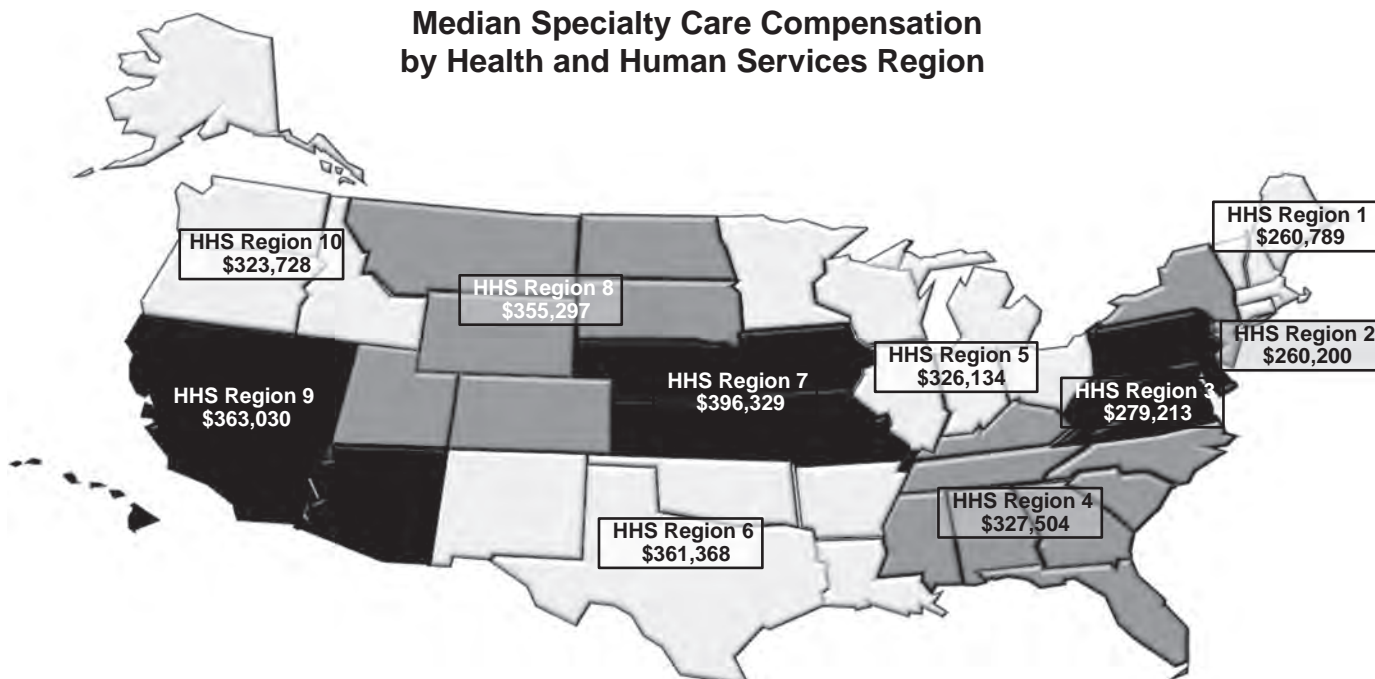 Median Specialty Care Compensation
by Health and Human Services Region
HHS Region 1
$260,789
HHS Region 10
$323,728
HHS Region 8
$355,297
HHS Region 2
$260,200
HHS Region 5
$326,134
HHS Region 7
$396,329
HHS Region 3
$279,213
HHS Region 9
$363,030
HHS Region 4
$327,504
HHS Region 6
$361,368